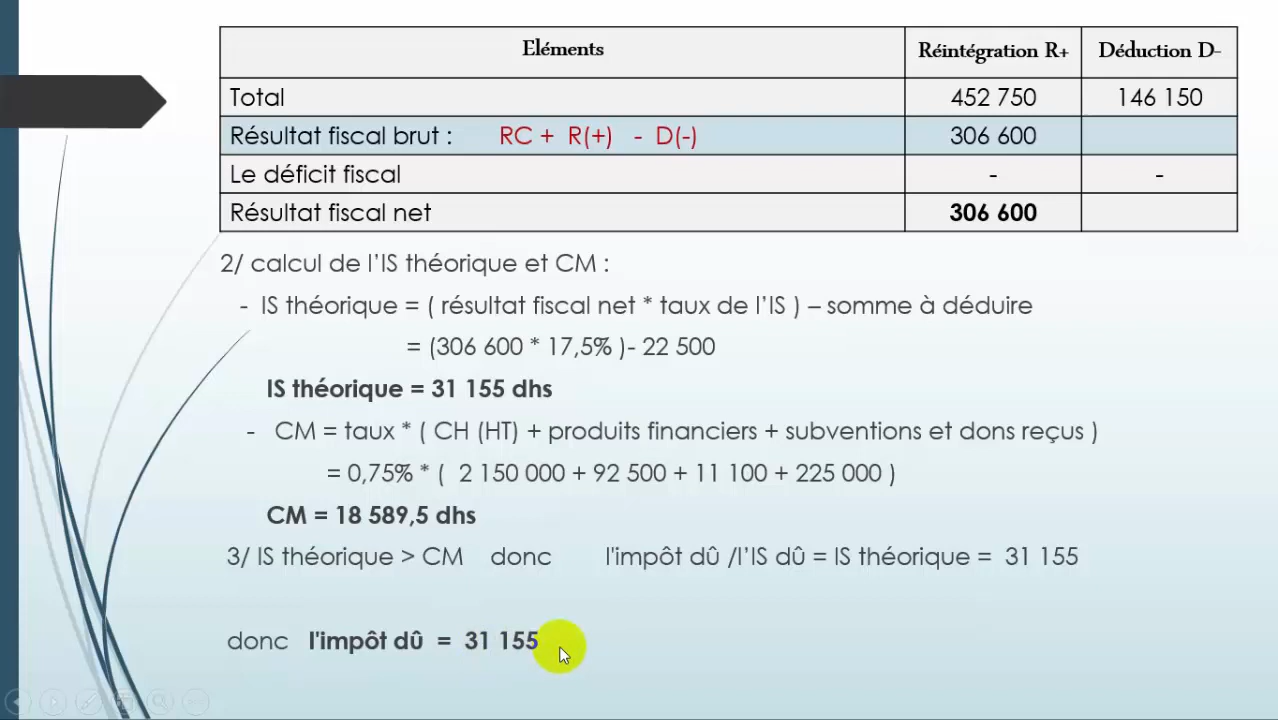 Eléments Réintégration R+ Déduction D-
Total 452 750 146 150
Résultat fiscal brut : RC + R(+) - D(-) 306 600
Le déficit fiscal - -
Résultat fiscal net 306 600
2/ calcul de l'IS théorique et CM :
- IS théorique = ( résultat fiscal net * taux de l'IS ) – somme à déduire
= (306 600 * 17,5% )- 22 500
IS théorique = 31 155 dhs
- CM = taux * ( CH (HT) + produits financiers + subventions et dons reçus )
= 0,75% * ( 2 150 000 + 92 500 + 11 100 + 225 000 )
CM = 18 589,5 dhs
3/ IS théorique > CM donc l'impôt dû /l'IS dû = IS théorique = 31 155
donc l'impôt dû = 31 155